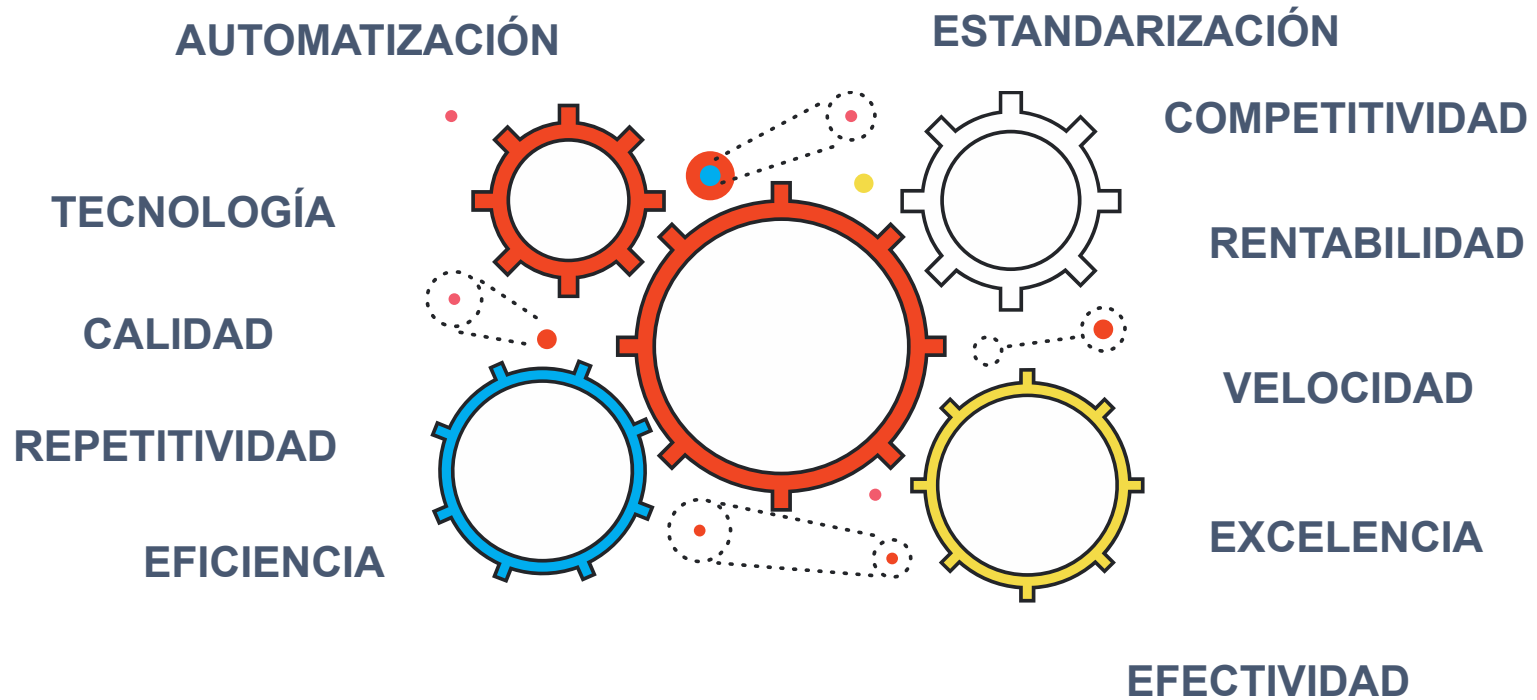 AUTOMATIZACIÓN
ESTANDARIZACIÓN
COMPETITIVIDAD
TECNOLOGÍA
RENTABILIDAD
CALIDAD
VELOCIDAD
REPETITIVIDAD
EXCELENCIA
EFICIENCIA
EFECTIVIDAD